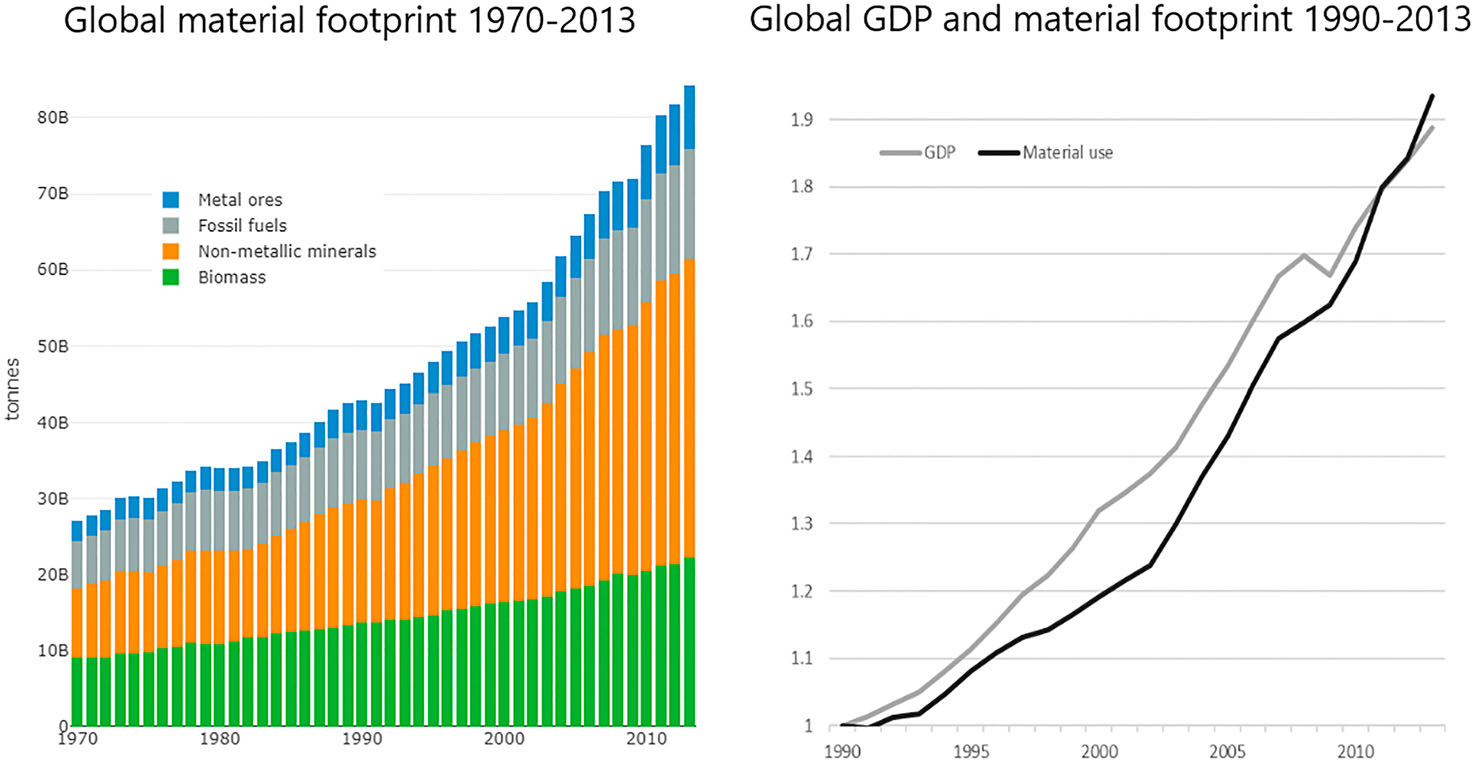 Global material footprint 1970-2013
80B
70B
60B
50B
40B
30B
20B
10B
0
tonnes
Metal ores
Fossil fuels
Non-metallic minerals
Biomass
1970
1980
1990
2000
2010
Global GDP and material footprint 1990-2013
1.9
1.8
1.7
1.6
1.5
1.4
1.3
1.2
1.1
1
GDP
Material use
1990
1995
2000
2005
2010